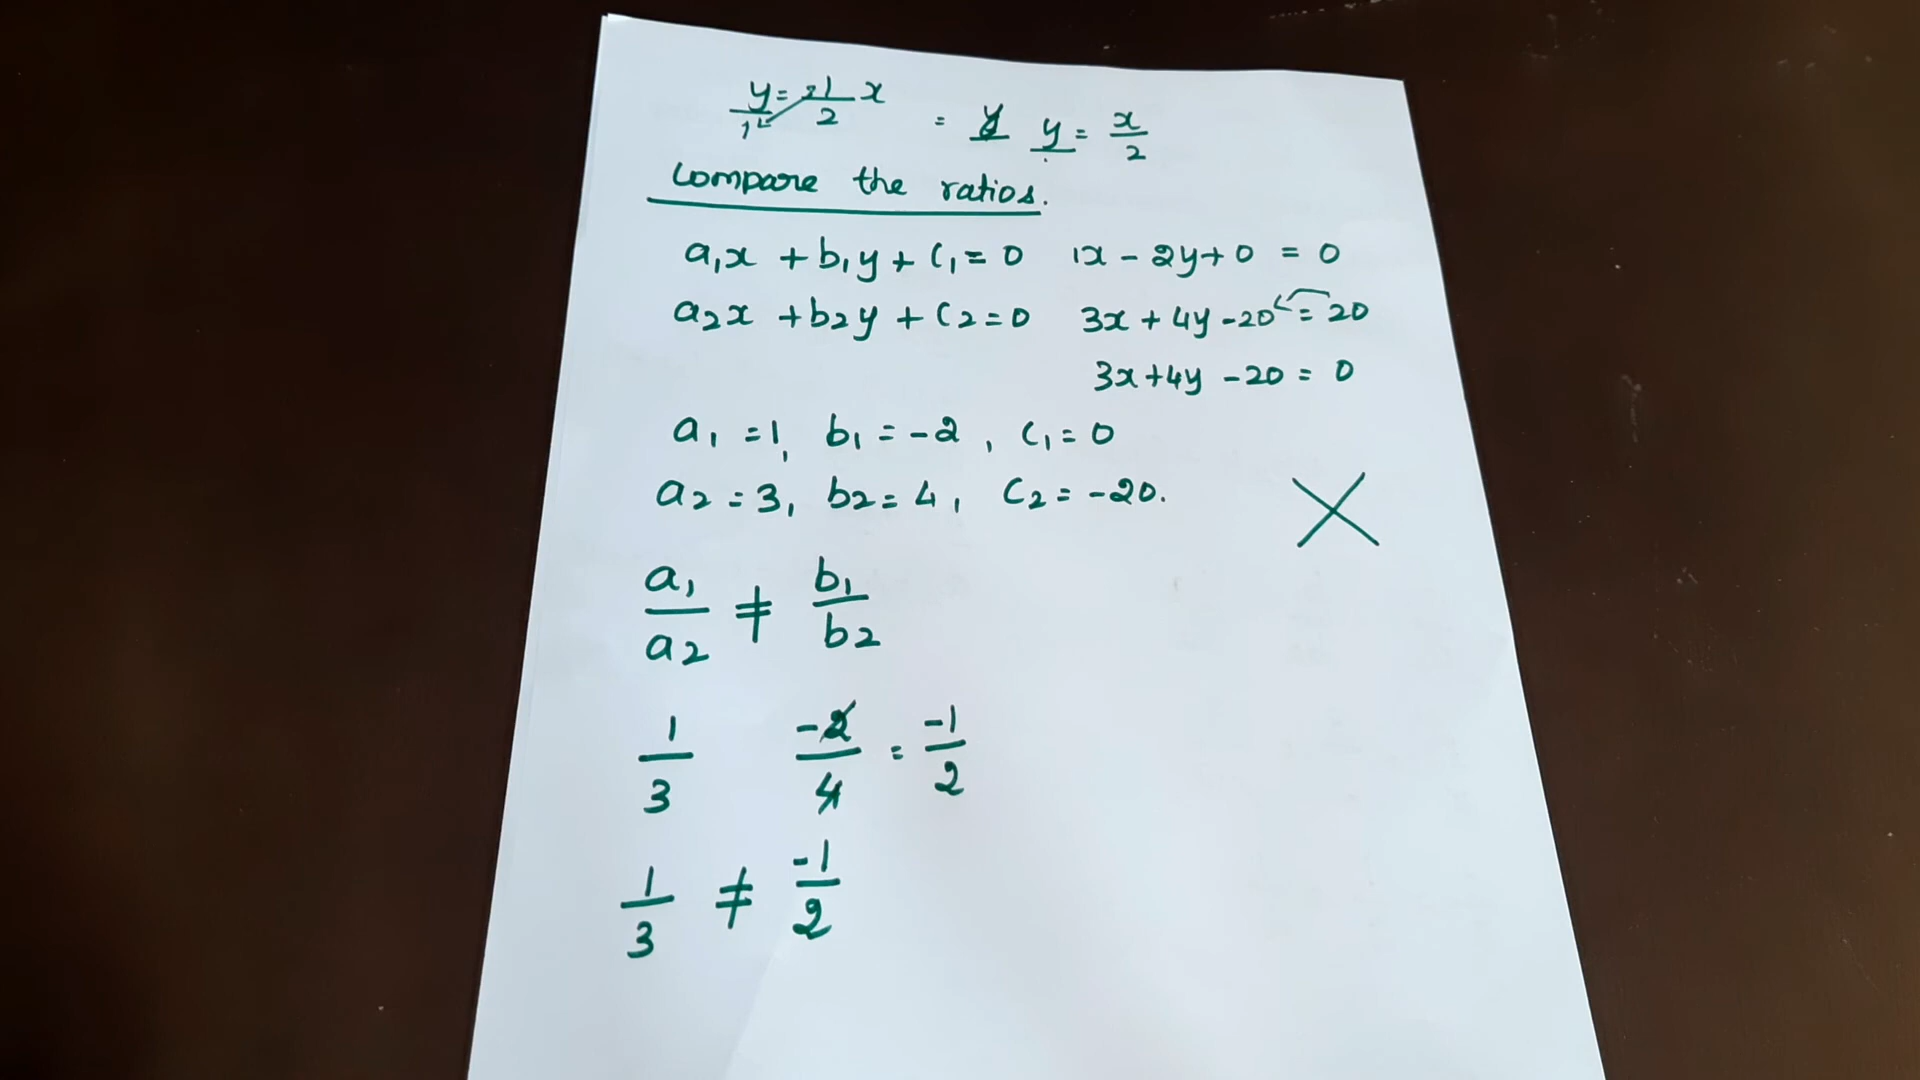 y/1 = 1/2 x = y = x/2
Compare the ratios.
a₁x + b₁y + c₁ = 0 1x - 2y + 0 = 0
a₂x + b₂y + c₂ = 0 3x + 4y - 20 = 20
3x + 4y - 20 = 0
a₁ = 1, b₁ = -2, c₁ = 0
a₂ = 3, b₂ = 4, c₂ = -20.
a₁/a₂ ≠ b₁/b₂
1/3 -2/4 = -1/2
1/3 ≠ -1/2